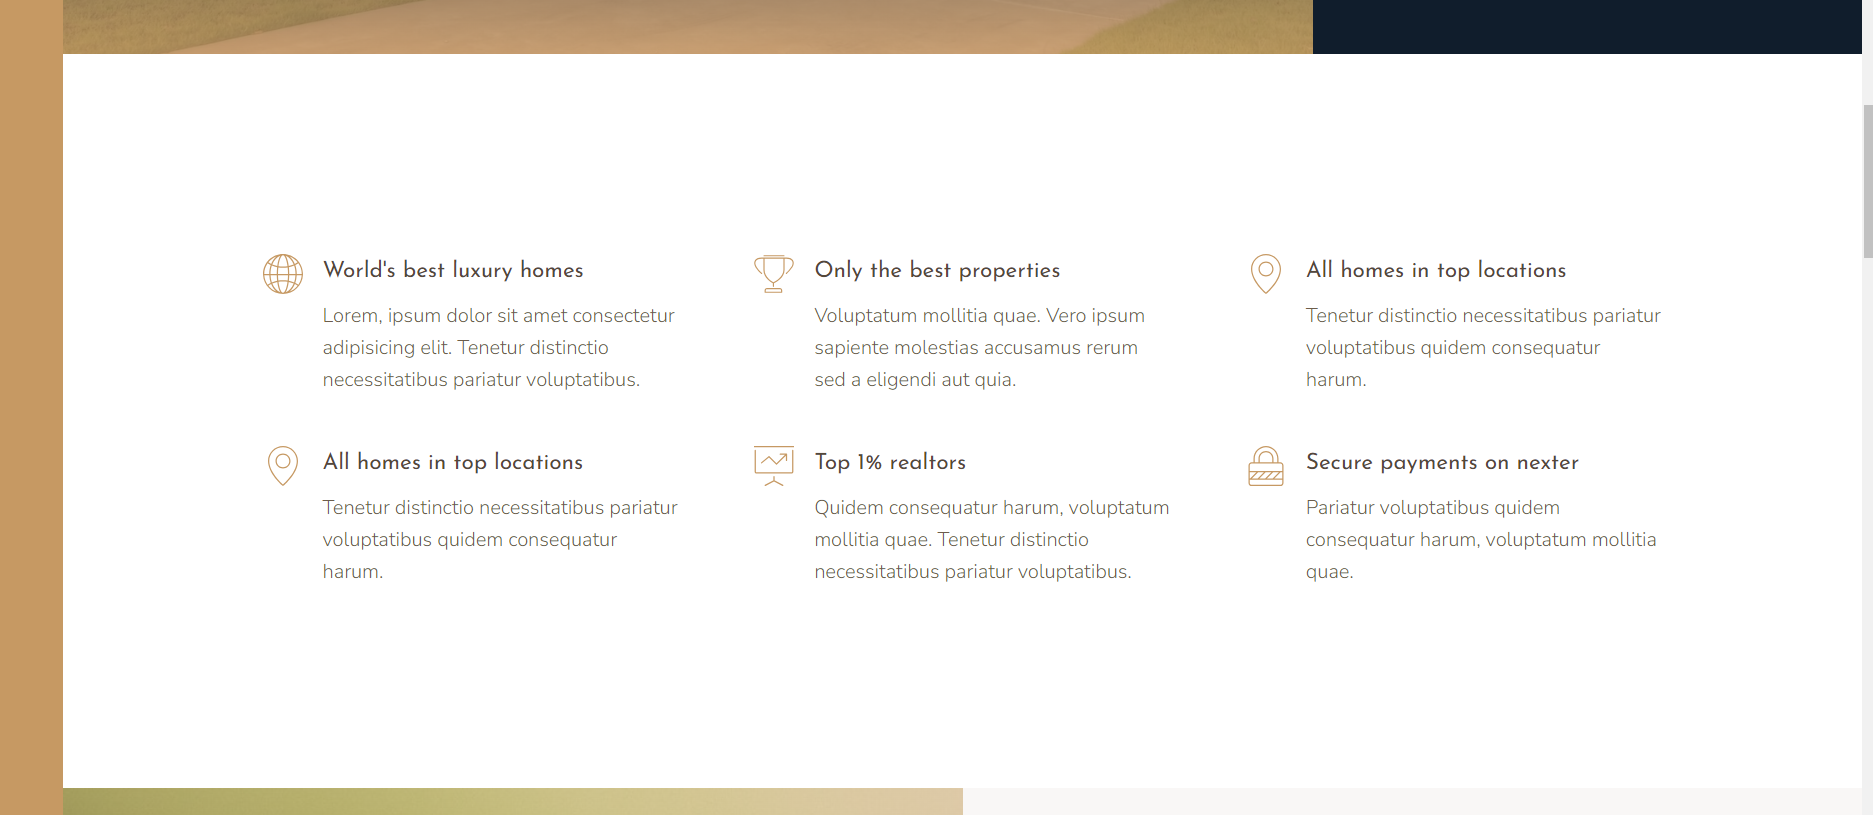 World's best luxury homes
Lorem, ipsum dolor sit amet consectetur
adipisicing elit. Tenetur distinctio
necessitatibus pariatur voluptatibus.
Only the best properties
Voluptatum mollitia quae. Vero ipsum
sapiente molestias accusamus rerum
sed a eligendi aut quia.
All homes in top locations
Tenetur distinctio necessitatibus pariatur
voluptatibus quidem consequatur
harum.
All homes in top locations
Tenetur distinctio necessitatibus pariatur
voluptatibus quidem consequatur
harum.
Top 1% realtors
Quidem consequatur harum, voluptatum
mollitia quae. Tenetur distinctio
necessitatibus pariatur voluptatibus.
Secure payments on nexter
Pariatur voluptatibus quidem
consequatur harum, voluptatum mollitia
quae.